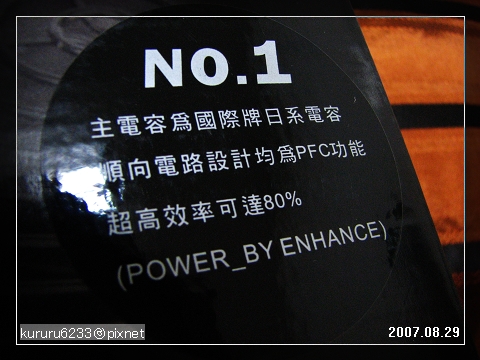 NO.1
主電容爲國際牌日系電容
順向電路設計均爲PFC功能
超高效率可達80%
(POWER_BY ENHANCE)
kururu6233@pixnet
2007.08.29